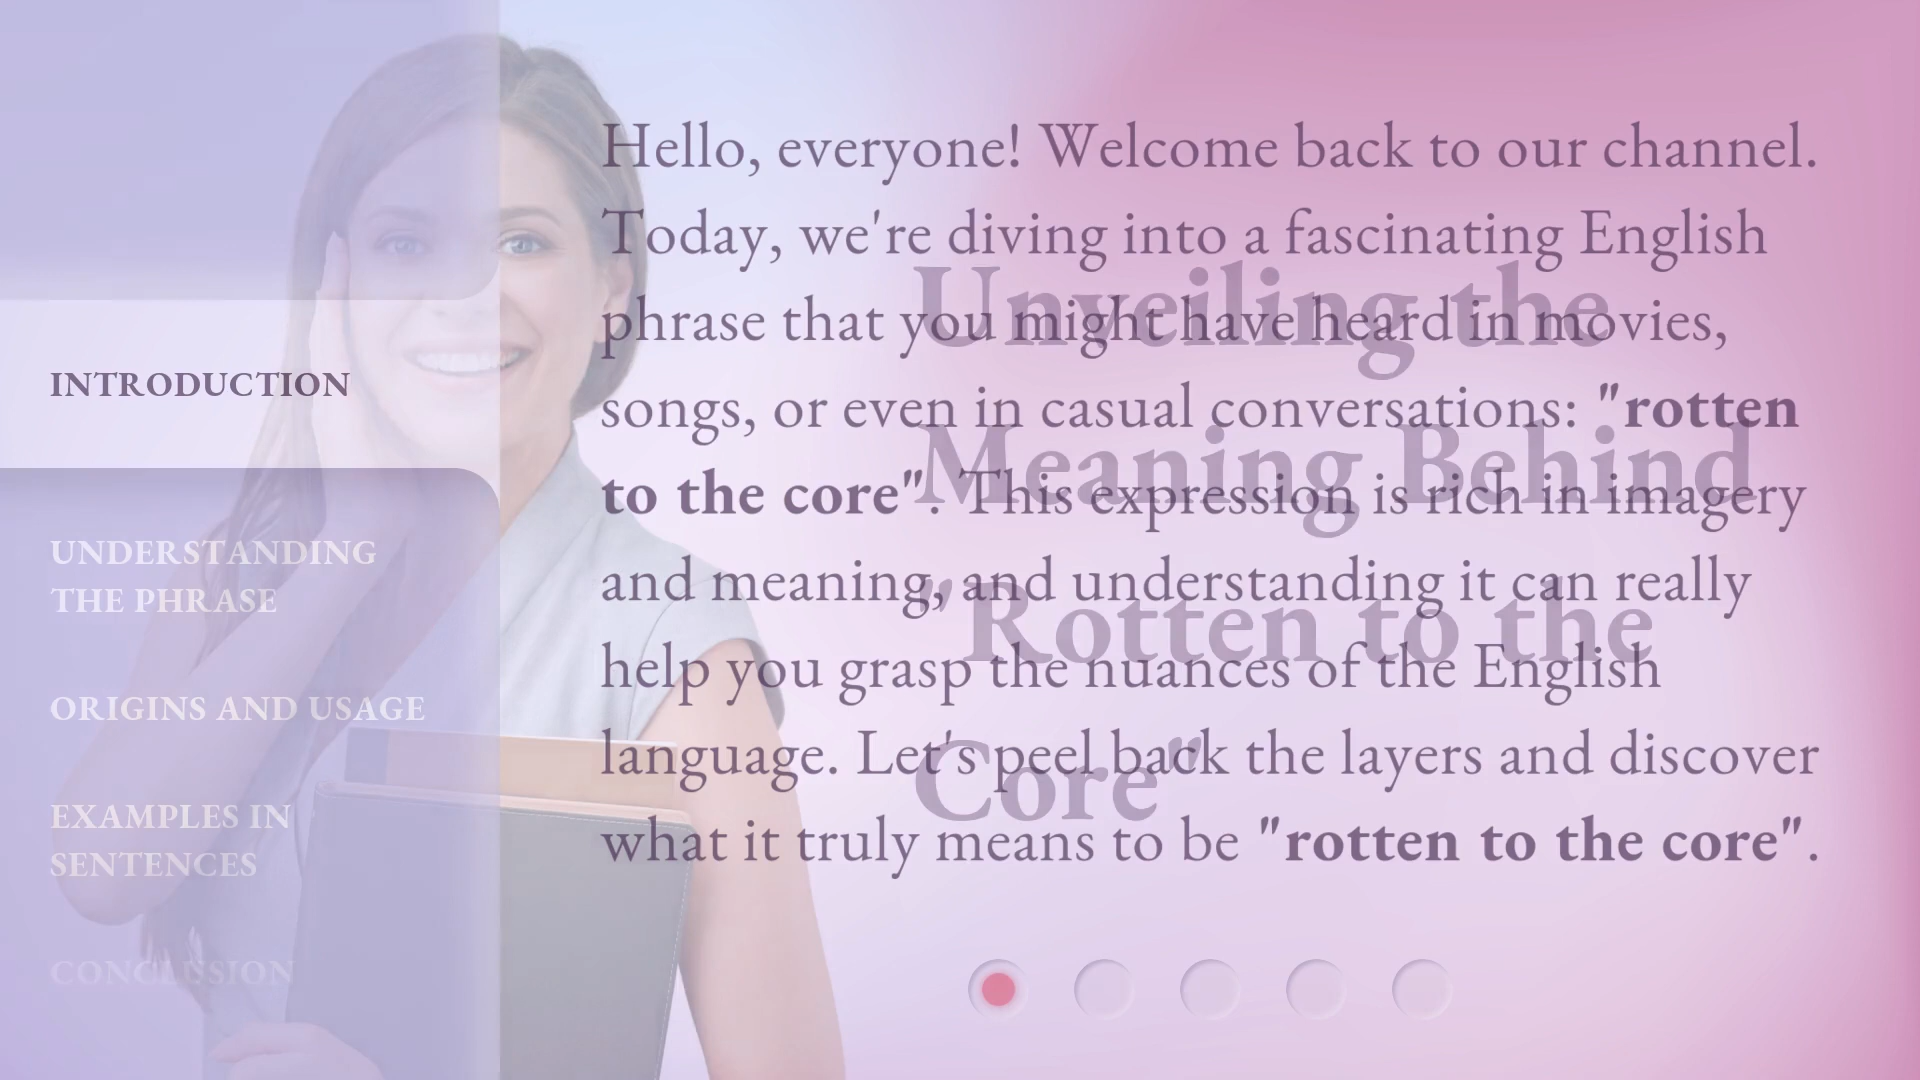 INTRODUCTION
UNDERSTANDING
THE PHRASE
ORIGINS AND USAGE
EXAMPLES IN
SENTENCES
CONCLUSION
Hello, everyone! Welcome back to our channel.
Today, we're diving into a fascinating English
phrase that you might have heard in movies,
songs, or even in casual conversations: "rotten
to the core". This expression is rich in imagery
and meaning, and understanding it can really
help you grasp the nuances of the English
language. Let's peel back the layers and discover
what it truly means to be "rotten to the core".
Unveiling the
Meaning Behind
"Rotten to the
Core"